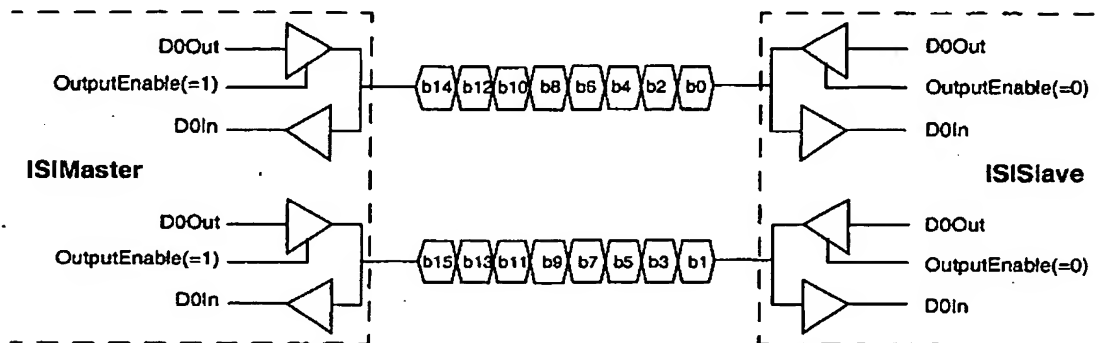 D0Out
OutputEnable(=1)
D0In
b14 b12 b10 b8 b6 b4 b2 b0
D0Out
OutputEnable(=0)
D0In
ISIMaster
ISISlave
D0Out
OutputEnable(=1)
D0In
b15 b13 b11 b9 b7 b5 b3 b1
D0Out
OutputEnable(=0)
D0In